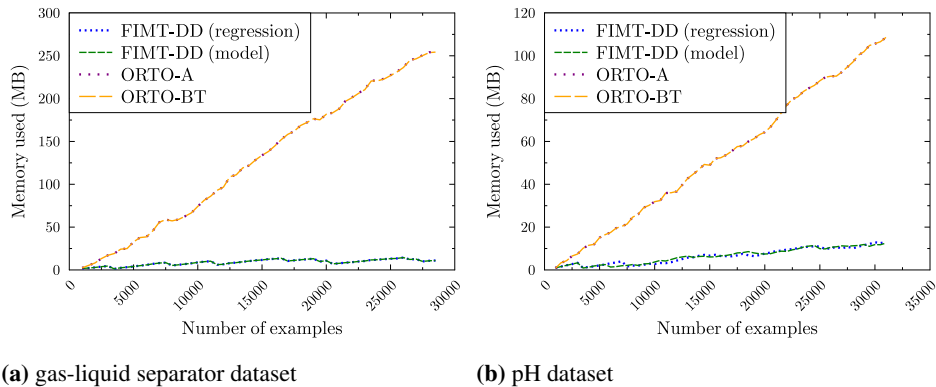 FIMT-DD (regression)
FIMT-DD (model)
ORTO-A
ORTO-BT
Memory used (MB)
300
250
200
150
100
50
0
0
5000
10000
15000
20000
25000
30000
Number of examples
(a) gas-liquid separator dataset
FIMT-DD (regression)
FIMT-DD (model)
ORTO-A
ORTO-BT
Memory used (MB)
120
100
80
60
40
20
0
0
5000
10000
15000
20000
25000
30000
35000
Number of examples
(b) pH dataset